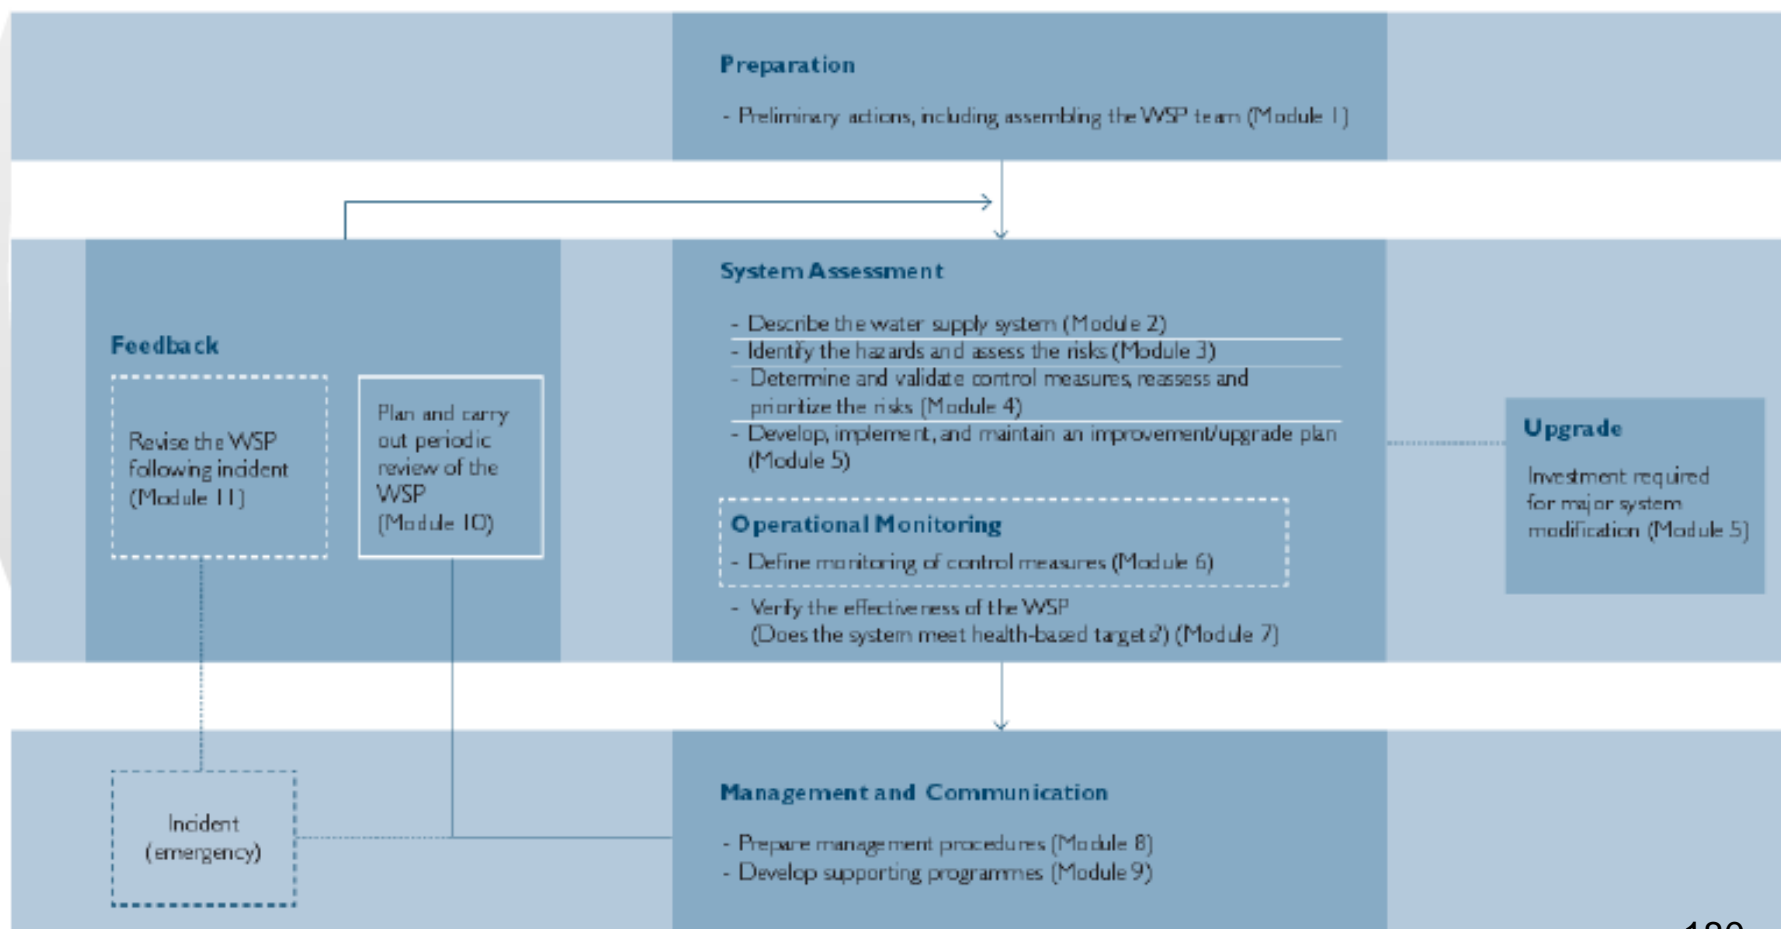 Preparation
- Preliminary actions, including assembling the WSP team (Module 1)
System Assessment
- Describe the water supply system (Module 2)
- Identify the hazards and assess the risks (Module 3)
- Determine and validate control measures, reassess and
prioritize the risks (Module 4)
- Develop, implement, and maintain an improvement/upgrade plan
(Module 5)
Operational Monitoring
- Define monitoring of control measures (Module 6)
- Verify the effectiveness of the WSP
(Does the system meet health-based targets?) (Module 7)
Feedback
Revise the WSP
following incident
(Module 11)
Plan and carry
out periodic
review of the
WSP
(Module 10)
Upgrade
Investment required
for major system
modification (Module 5)
Incident
(emergency)
Management and Communication
- Prepare management procedures (Module 8)
- Develop supporting programmes (Module 9)